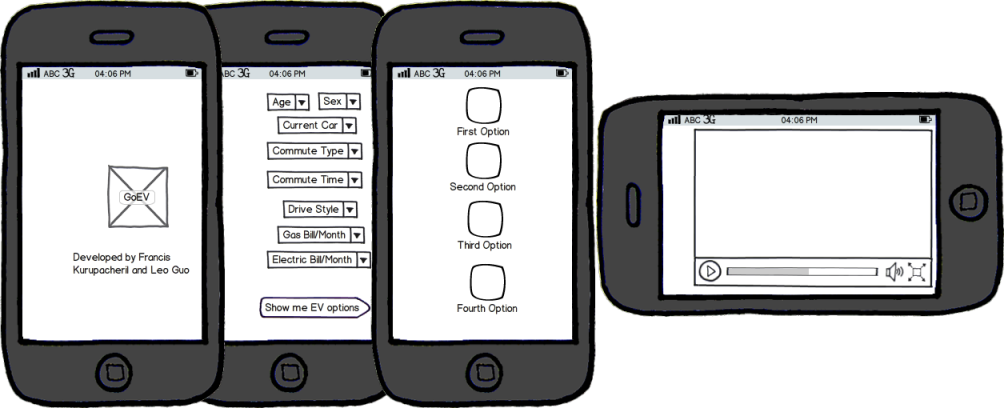 ABC 3G 04:06 PM
GoEV
Developed by Francis
Kurupacheril and Leo Guo
BC 3G 04:06 PM
Age Sex
Current Car
Commute Type
Commute Time
Drive Style
Gas Bill/Month
Electric Bill/Month
Show me EV options
ABC 3G 04:06 PM
First Option
Second Option
Third Option
Fourth Option
ABC 3G 04:06 PM